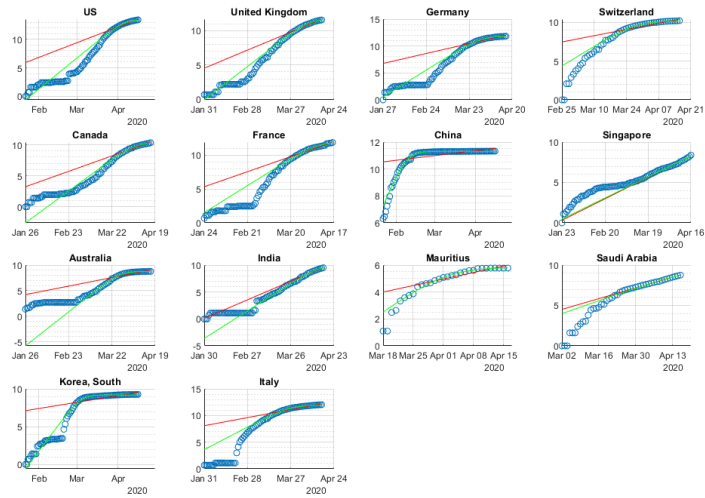 US
10
5
0
Feb Mar Apr
2020
United Kingdom
15
10
5
0
Jan 31 Feb 28 Mar 27 Apr 24
2020
Germany
15
10
5
0
Jan 27 Feb 24 Mar 23 Apr 20
2020
Switzerland
10
5
0
Feb 25 Mar 10 Mar 24 Apr 07 Apr 21
2020
Canada
10
5
0
Jan 26 Feb 23 Mar 22 Apr 19
2020
France
10
5
0
Jan 24 Feb 21 Mar 20 Apr 17
2020
China
12
10
8
6
Feb Mar Apr
2020
Singapore
10
5
0
Jan 23 Feb 20 Mar 19 Apr 16
2020
Australia
10
5
0
-5
Jan 26 Feb 23 Mar 22 Apr 19
2020
India
10
5
0
-5
Jan 30 Feb 27 Mar 26 Apr 23
2020
Mauritius
6
4
2
0
Mar 18 Mar 25 Apr 01 Apr 08 Apr 15
2020
Saudi Arabia
10
5
0
Mar 02 Mar 16 Mar 30 Apr 13
2020
Korea, South
10
5
0
Feb Mar Apr
2020
Italy
15
10
5
0
Jan 31 Feb 28 Mar 27 Apr 24
2020